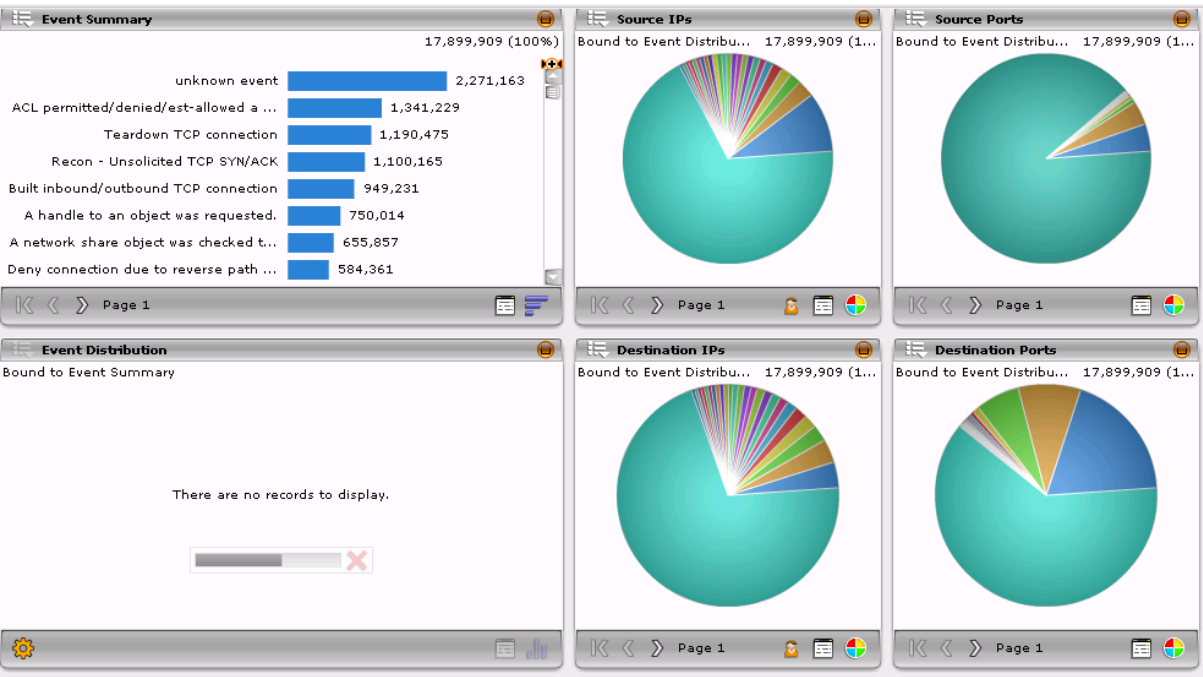 Event Summary
17,899,909 (100%)
unknown event 2,271,163
ACL permitted/denied/est-allowed a ... 1,341,229
Teardown TCP connection 1,190,475
Recon - Unsolicited TCP SYN/ACK 1,100,165
Built inbound/outbound TCP connection 949,231
A handle to an object was requested. 750,014
A network share object was checked t... 655,857
Deny connection due to reverse path ... 584,361
Page 1
Source IPs
Bound to Event Distribu... 17,899,909 (1...
Page 1
Source Ports
Bound to Event Distribu... 17,899,909 (1...
Page 1
Event Distribution
Bound to Event Summary
There are no records to display.
Destination IPs
Bound to Event Distribu... 17,899,909 (1...
Page 1
Destination Ports
Bound to Event Distribu... 17,899,909 (1...
Page 1